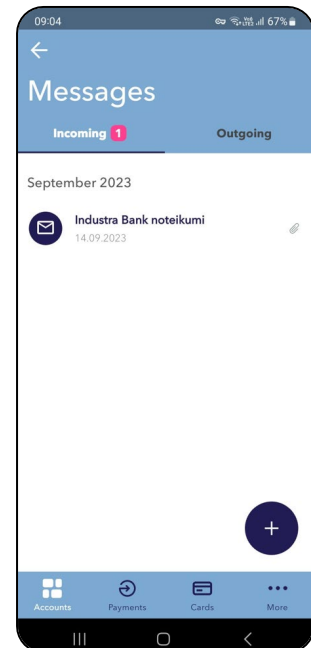 09:04
67%
Messages
Incoming 1
Outgoing
September 2023
Industra Bank noteikumi
14.09.2023
Accounts
Payments
Cards
More